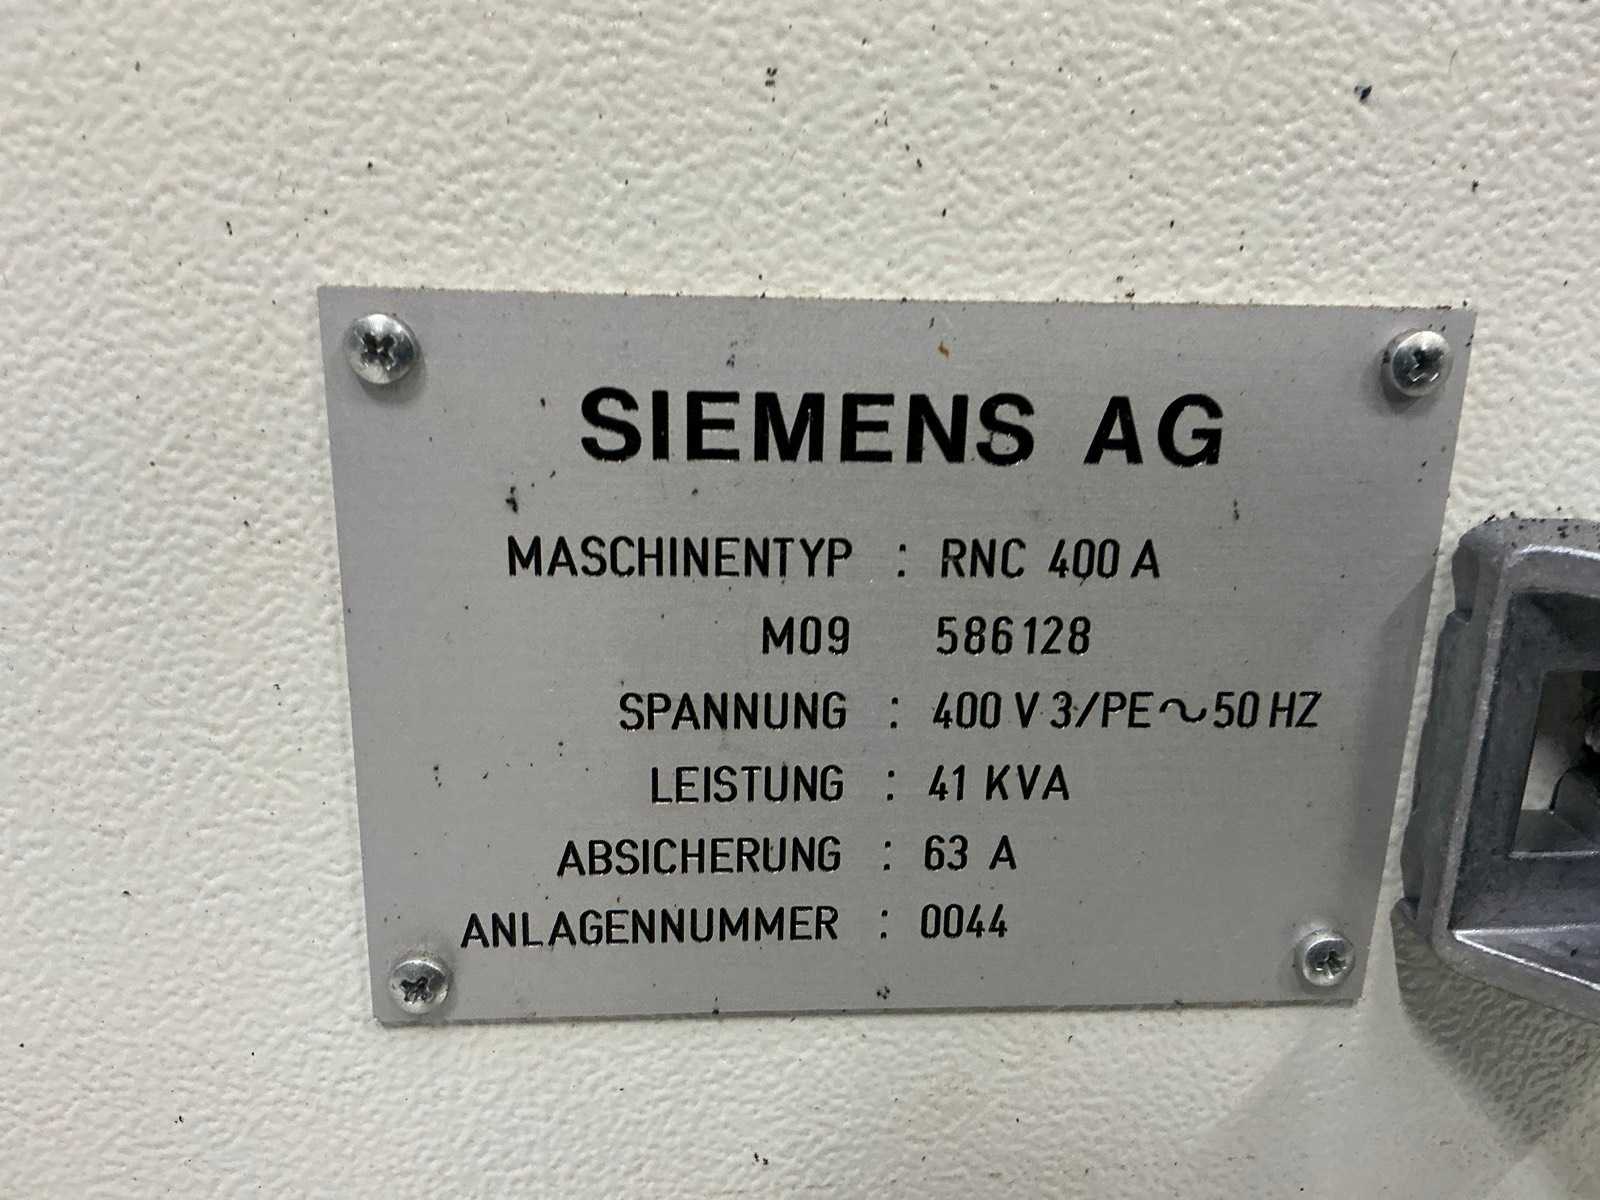 SIEMENS AG
MASCHINENTYP : RNC 400 A
M09 586128
SPANNUNG : 400 V 3/PE~50 HZ
LEISTUNG : 41 KVA
ABSICHERUNG : 63 A
ANLAGENNUMMER : 0044